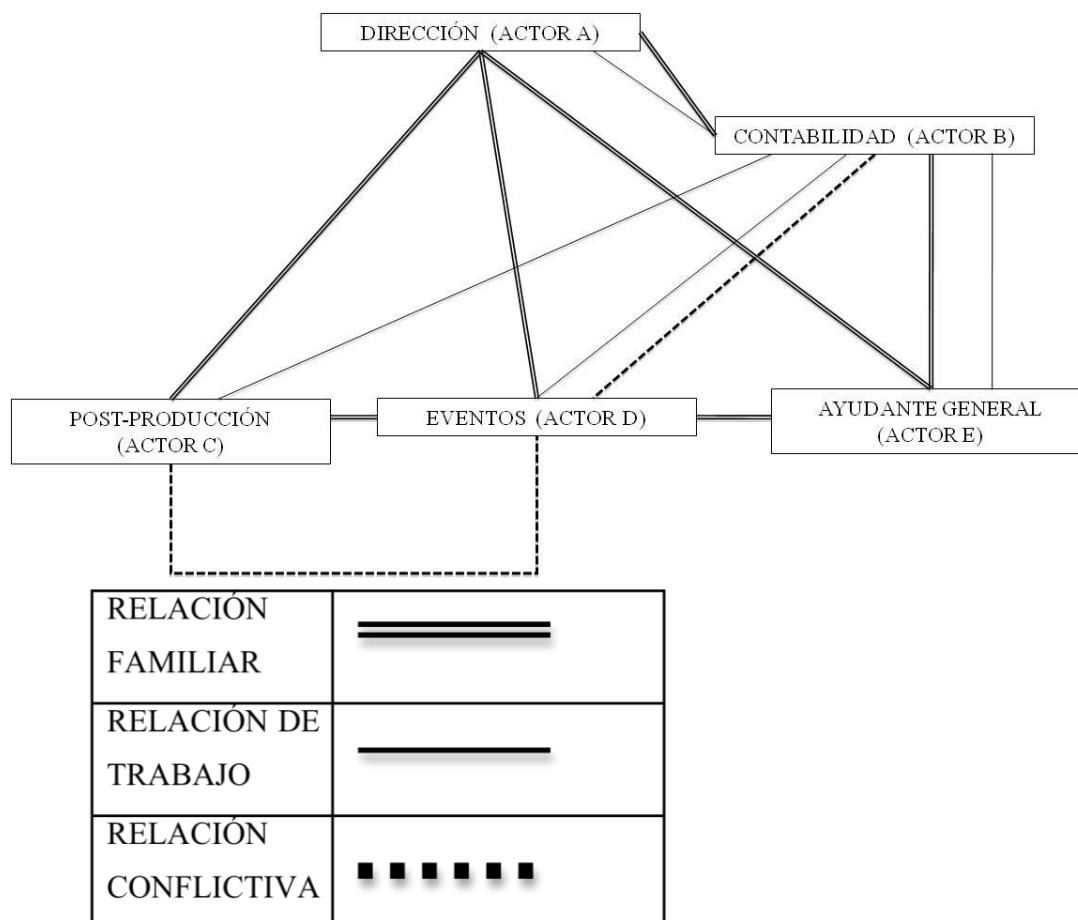 DIRECCIÓN (ACTOR A)
CONTABILIDAD (ACTOR B)
POST-PRODUCCIÓN
(ACTOR C)
EVENTOS (ACTOR D)
AYUDANTE GENERAL
(ACTOR E)
RELACIÓN
FAMILIAR
RELACIÓN DE
TRABAJO
RELACIÓN
CONFLICTIVA